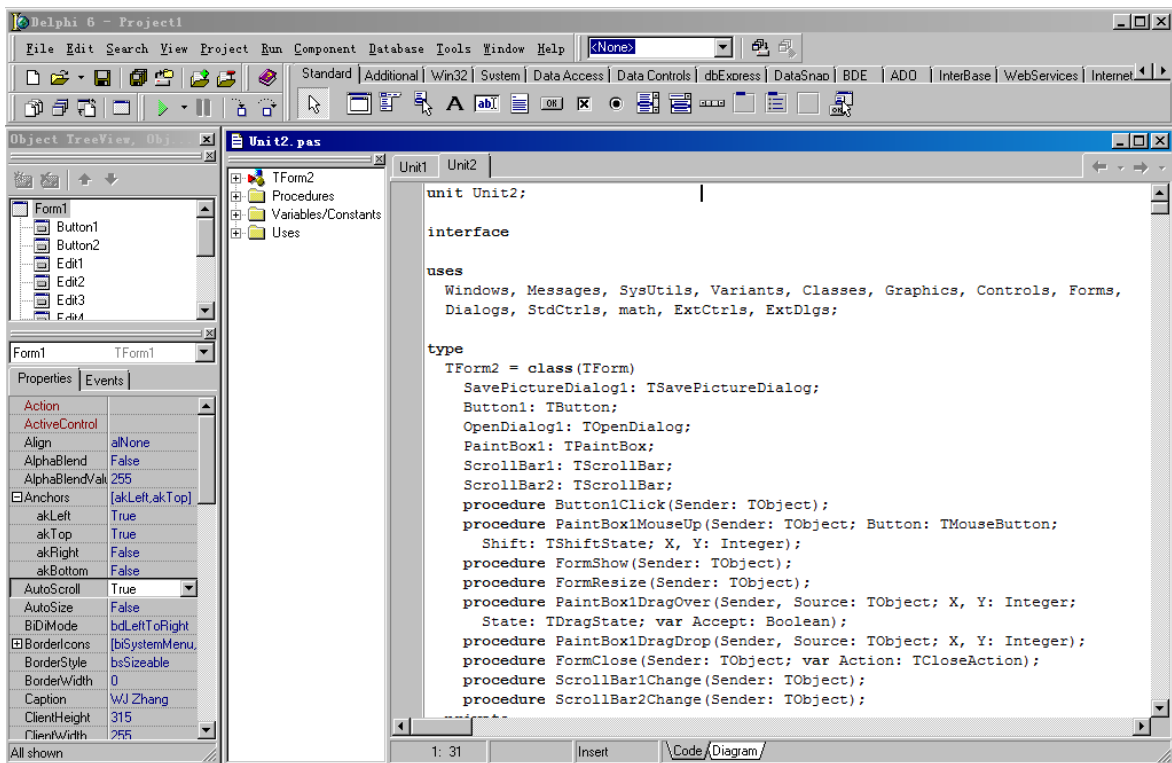 Delphi 6 - Project1
File Edit Search View Project Run Component Database Tools Window Help <None>
Standard Additional Win32 System Data Access Data Controls dbExpress DataSnap BDE ADO InterBase WebServices Internet
Object TreeView, Obj..
Form1
Button1
Button2
Edit1
Edit2
Edit3
Edit4
Form1 TForm1
Properties Events
Action
ActiveControl
Align alNone
AlphaBlend False
AlphaBlendVal 255
Anchors [akLeft,akTop]
akLeft True
akTop True
akRight False
akBottom False
AutoScroll True
AutoSize False
BiDiMode bdLeftToRight
BorderIcons [biSystemMenu,
BorderStyle bsSizeable
BorderWidth 0
Caption WJ Zhang
ClientHeight 315
ClientWidth 255
All shown
Unit2.pas
TForm2
Procedures
Variables/Constants
Uses
Unit1 Unit2
unit Unit2;
interface
uses
Windows, Messages, SysUtils, Variants, Classes, Graphics, Controls, Forms,
Dialogs, StdCtrls, math, ExtCtrls, ExtDlgs;
type
TForm2 = class(TForm)
SavePictureDialog1: TSavePictureDialog;
Button1: TButton;
OpenDialog1: TOpenDialog;
PaintBox1: TPaintBox;
ScrollBar1: TScrollBar;
ScrollBar2: TScrollBar;
procedure Button1Click(Sender: TObject);
procedure PaintBox1MouseUp(Sender: TObject; Button: TMouseButton;
Shift: TShiftState; X, Y: Integer);
procedure FormShow(Sender: TObject);
procedure FormResize(Sender: TObject);
procedure PaintBox1DragOver(Sender, Source: TObject; X, Y: Integer;
State: TDragState; var Accept: Boolean);
procedure PaintBox1DragDrop(Sender, Source: TObject; X, Y: Integer);
procedure FormClose(Sender: TObject; var Action: TCloseAction);
procedure ScrollBar1Change(Sender: TObject);
procedure ScrollBar2Change(Sender: TObject);
1: 31 Insert Code Diagram